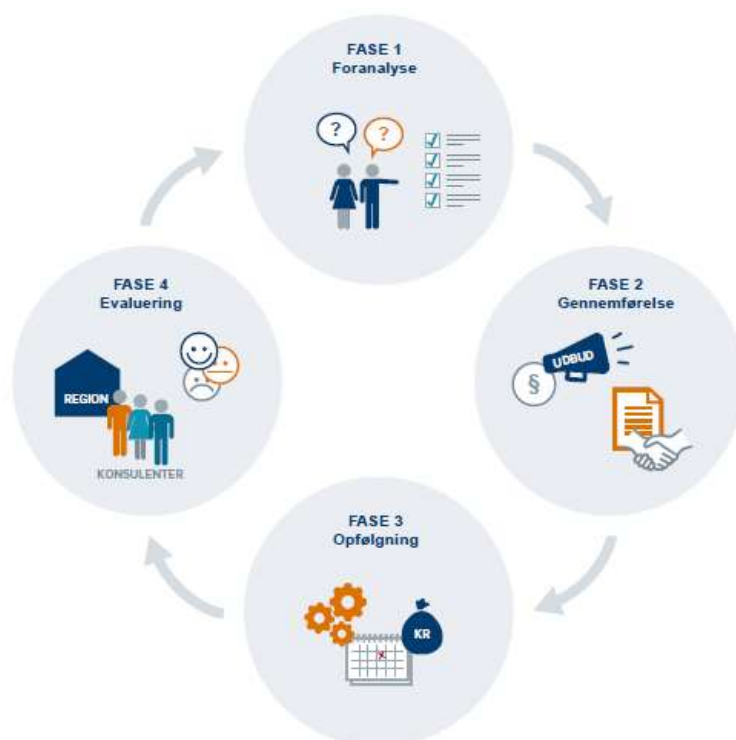 FASE 1
Foranalyse
?
?
FASE 2
Gennemførelse
§
UDBUD
FASE 3
Opfølgning
KR
x
FASE 4
Evaluering
REGION
KONSULENTER